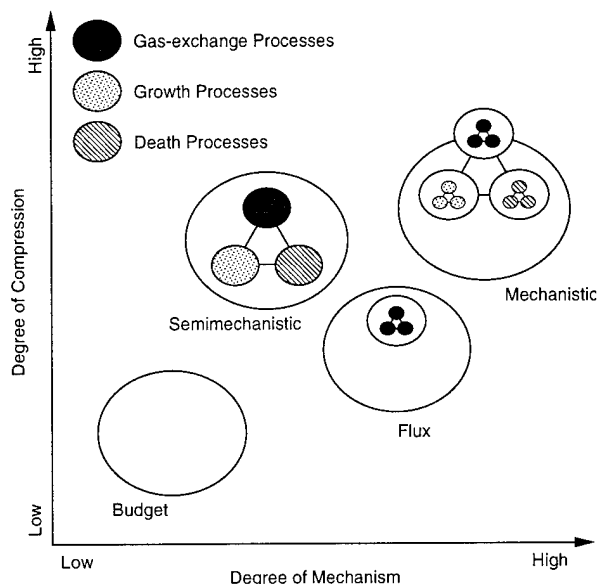 High
Gas-exchange Processes
Growth Processes
Death Processes
Degree of Compression
Mechanistic
Semimechanistic
Flux
Budget
Low
Low
High
Degree of Mechanism